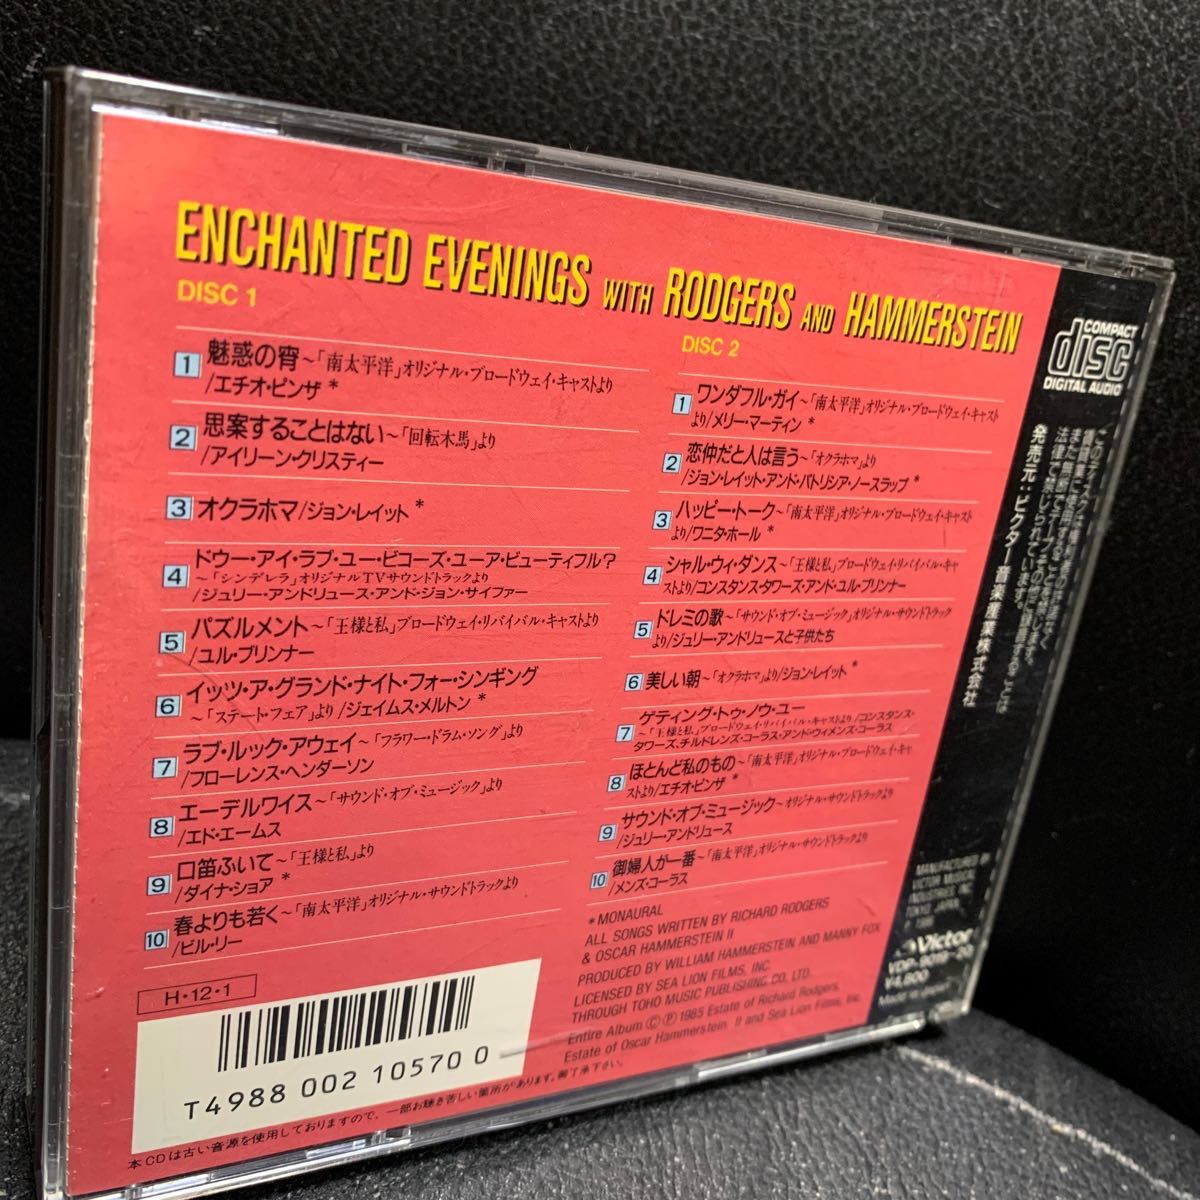 ENCHANTED EVENINGS WITH RODGERS AND HAMMERSTEIN
DISC 1
1 魅惑の宵～「南太平洋」オリジナル・ブロードウェイ・キャストより
/エチオ・ピンザ *
2 思案することはない～「回転木馬」より
/アイリーン・クリスティー
3 オクラホマ/ジョン・レイット *
4 ドゥー・アイ・ラブ・ユー・ビコーズ・ユーア・ビューティフル?
～「シンデレラ」オリジナルTVサウンドトラックより
/ジュリー・アンドリュース・アンド・ジョン・サイファー
5 パズルメント～「王様と私」ブロードウェイ・リバイバル・キャストより
/ユル・ブリンナー
6 イッツ・ア・グランド・ナイト・フォー・シンギング
～「ステート・フェア」より/ジェイムス・メルトン *
7 ラブ・ルック・アウェイ～「フラワー・ドラム・ソング」より
/フローレンス・ヘンダーソン
8 エーデルワイス～「サウンド・オブ・ミュージック」より
/エド・エームス
9 口笛ふいて～「王様と私」より
/ダイナ・ショア *
10 春よりも若く～「南太平洋」オリジナル・サウンドトラックより
/ビル・リー
DISC 2
1 ワンダフル・ガイ～「南太平洋」オリジナル・ブロードウェイ・キャスト
より/メリー・マーティン *
2 恋仲だと人は言う～「オクラホマ」より
/ジョン・レイット・アンド・パトリシア・ノースラップ *
3 ハッピー・トーク～「南太平洋」オリジナル・ブロードウェイ・キャスト
より/ワニタ・ホール *
4 シャル・ウィ・ダンス～「王様と私」ブロードウェイ・リバイバル・キャ
ストより/コンスタンス・タワーズ・アンド・ユル・ブリンナー
5 ドレミの歌～「サウンド・オブ・ミュージック」オリジナル・サウンドトラック
より/ジュリー・アンドリュースと子供たち
6 美しい朝～「オクラホマ」より/ジョン・レイット *
7 ゲティング・トゥ・ノウ・ユー
～「王様と私」ブロードウェイ・リバイバル・キャストより/コンスタンス・
タワーズ、チルドレンズ・コーラス・アンド・ウィメンズ・コーラス
8 ほとんど私のもの～「南太平洋」オリジナル・ブロードウェイ・キャ
ストより/エチオ・ピンザ *
9 サウンド・オブ・ミュージック～オリジナル・サウンドトラックより
/ジュリー・アンドリュース
10 御婦人が一番～「南太平洋」オリジナル・サウンドトラックより
/メンズ・コーラス
* MONAURAL
ALL SONGS WRITTEN BY RICHARD RODGERS
& OSCAR HAMMERSTEIN II
PRODUCED BY WILLIAM HAMMERSTEIN AND MANNY FOX
LICENSED BY SEA LION FILMS, INC.
THROUGH TOHO MUSIC PUBLISHING CO. LTD.
Entire Album Ⓒ Ⓟ 1985 Estate of Richard Rodgers,
Estate of Oscar Hammerstein II and Sea Lion Films, Inc.
H・12・1
T4988 002 10570 0
本CDは古い音源を使用しておりますので、一部お聴き苦しい箇所があります。御了承下さい。
COMPACT
disc
DIGITAL AUDIO
発売元・ビクター音楽産業株式会社
MANUFACTURED BY
VICTOR MUSICAL
INDUSTRIES, INC.
TOKYO, JAPAN
Victor
¥4,800
Made in Japan